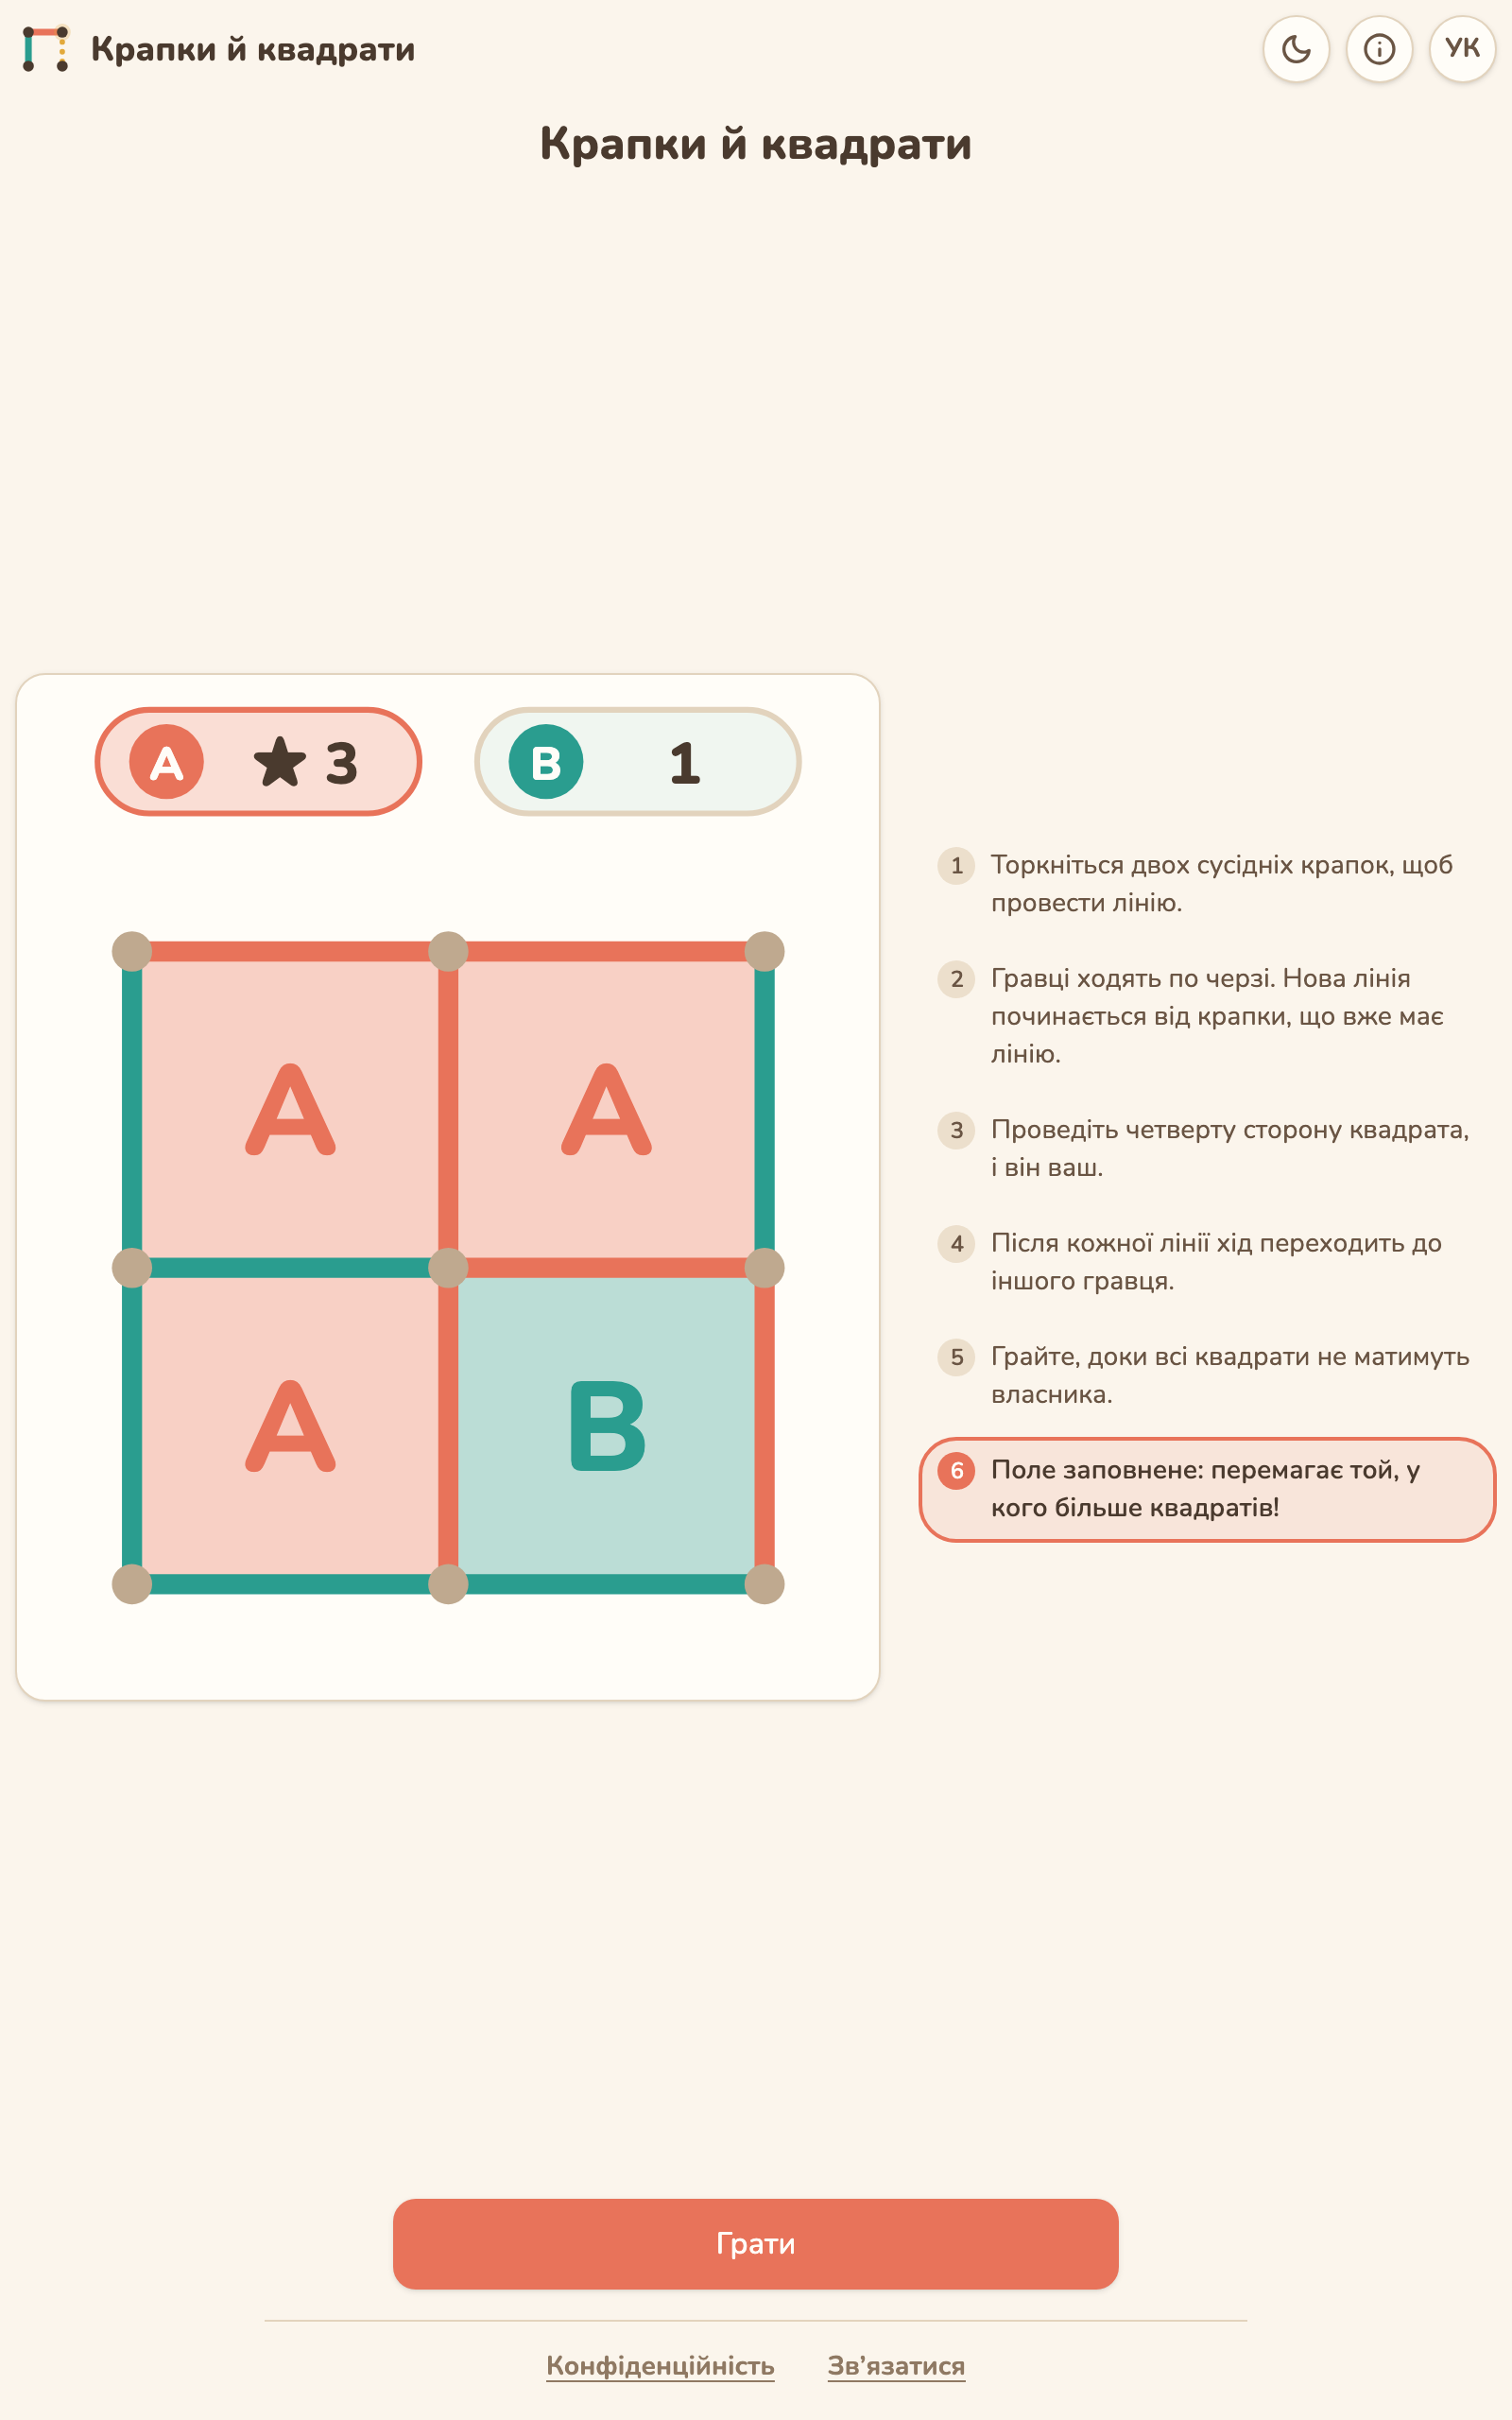 Крапки й квадрати
УК
Крапки й квадрати
A ★ 3
B 1
A A
A B
1 Торкніться двох сусідніх крапок, щоб
провести лінію.
2 Гравці ходять по черзі. Нова лінія
починається від крапки, що вже має
лінію.
3 Проведіть четверту сторону квадрата,
і він ваш.
4 Після кожної лінії хід переходить до
іншого гравця.
5 Грайте, доки всі квадрати не матимуть
власника.
6 Поле заповнене: перемагає той, у
кого більше квадратів!
Грати
Конфіденційність Зв’язатися